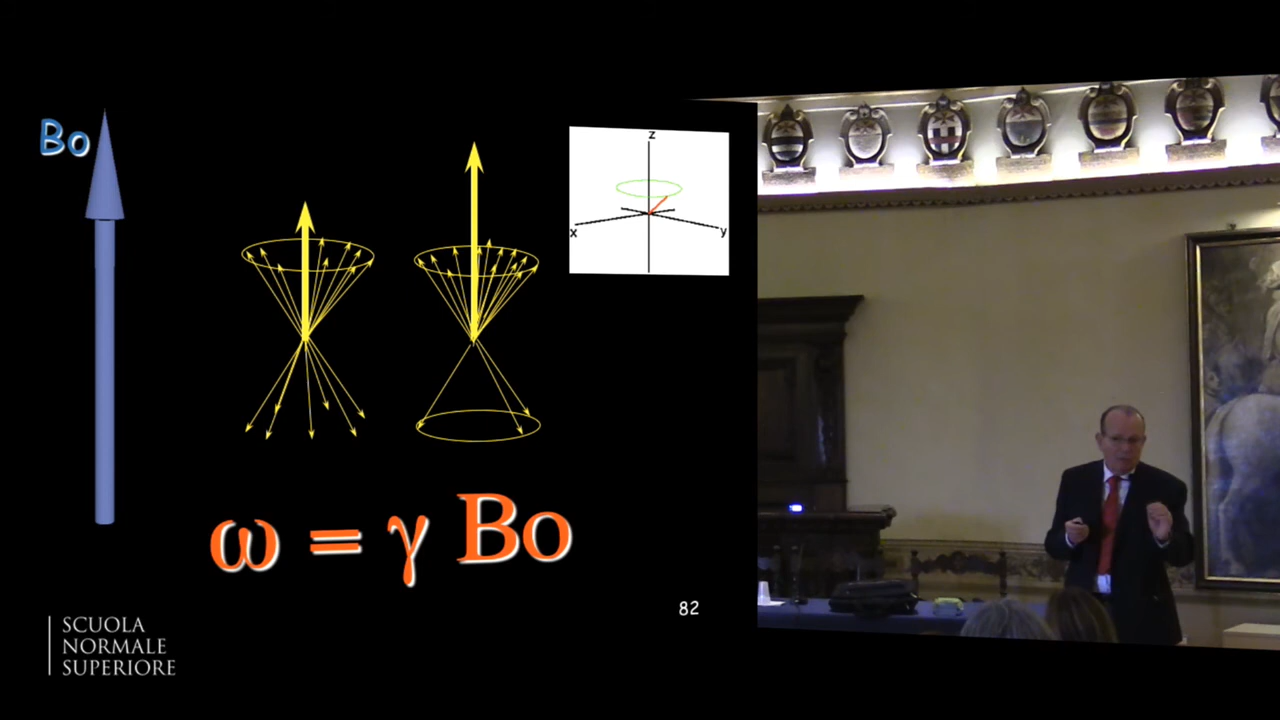 Bo
z
x
y
ω = γ Bo
82
SCUOLA
NORMALE
SUPERIORE